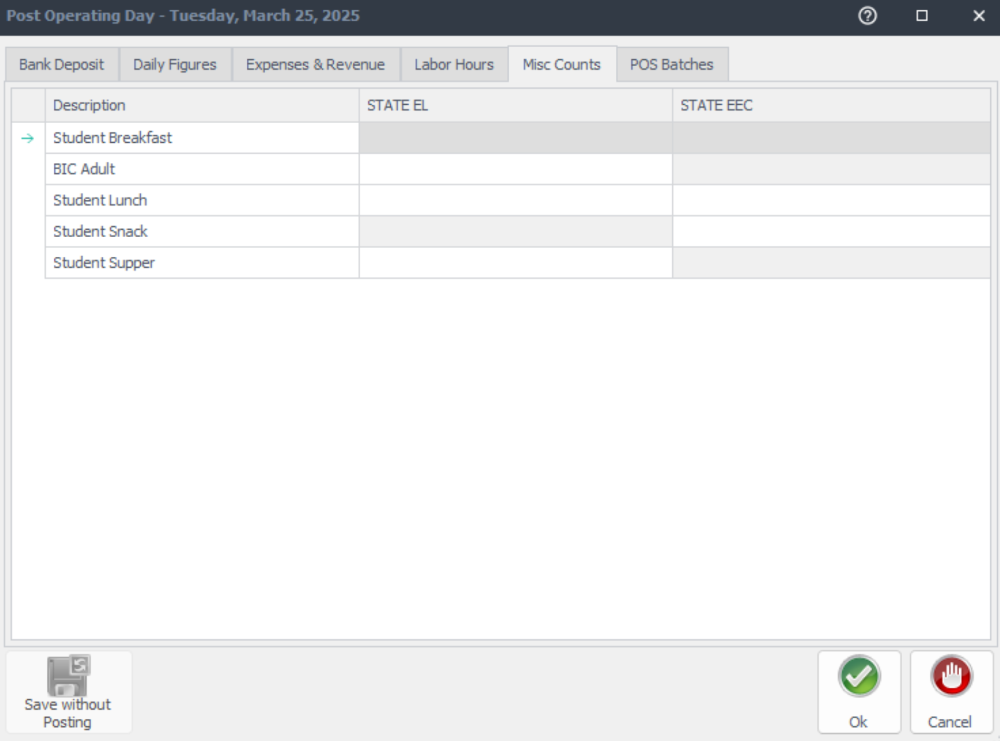 Post Operating Day - Tuesday, March 25, 2025
Bank Deposit Daily Figures Expenses & Revenue Labor Hours Misc Counts POS Batches
Description STATE EL STATE EEC
Student Breakfast
BIC Adult
Student Lunch
Student Snack
Student Supper
Save without
Posting
Ok
Cancel